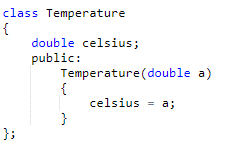 class Temperature
{
    double celsius;
    public:
        Temperature(double a)
        {
            celsius = a;
        }
};